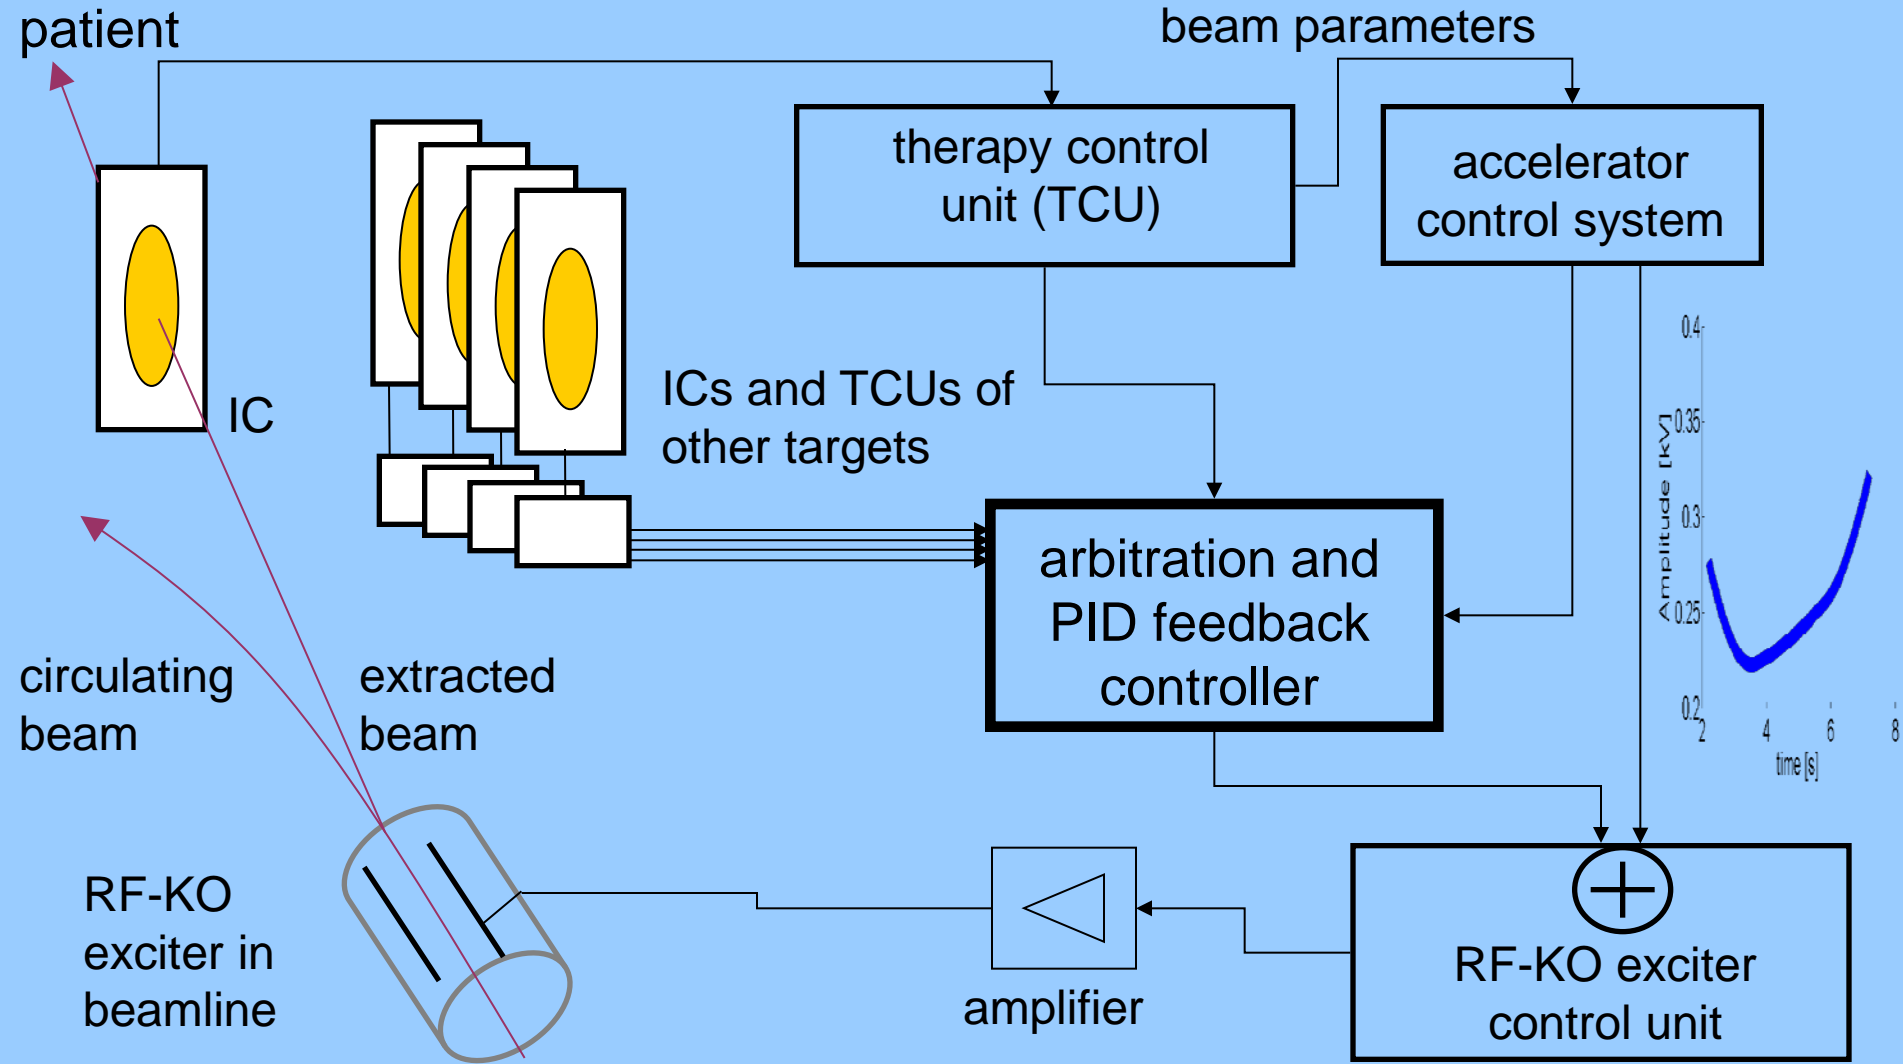 patient
beam parameters
therapy control
unit (TCU)
accelerator
control system
IC
ICs and TCUs of
other targets
arbitration and
PID feedback
controller
0.4
0.35
0.3
0.25
0.2
Amplitude [kV]
2 4 6 8
time [s]
circulating
beam
extracted
beam
RF-KO
exciter in
beamline
amplifier
RF-KO exciter
control unit